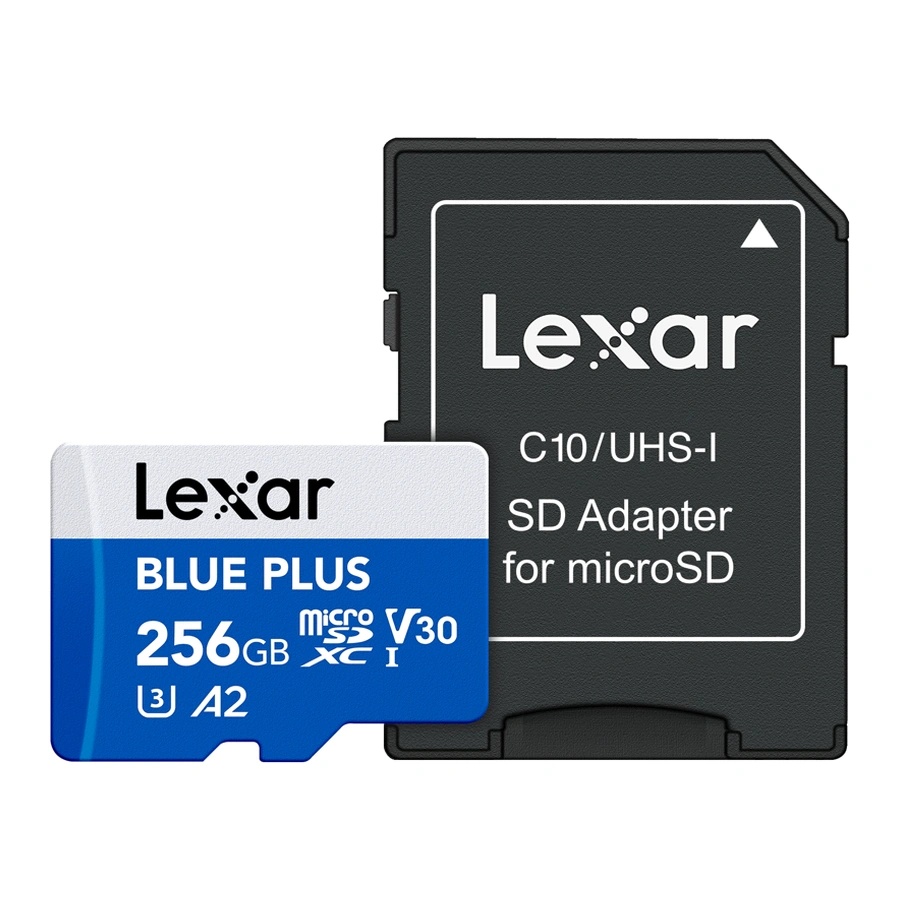 Lexar
C10/UHS-I
SD Adapter
for microSD
Lexar
BLUE PLUS
256GB micro SD XC I V30
U3 A2